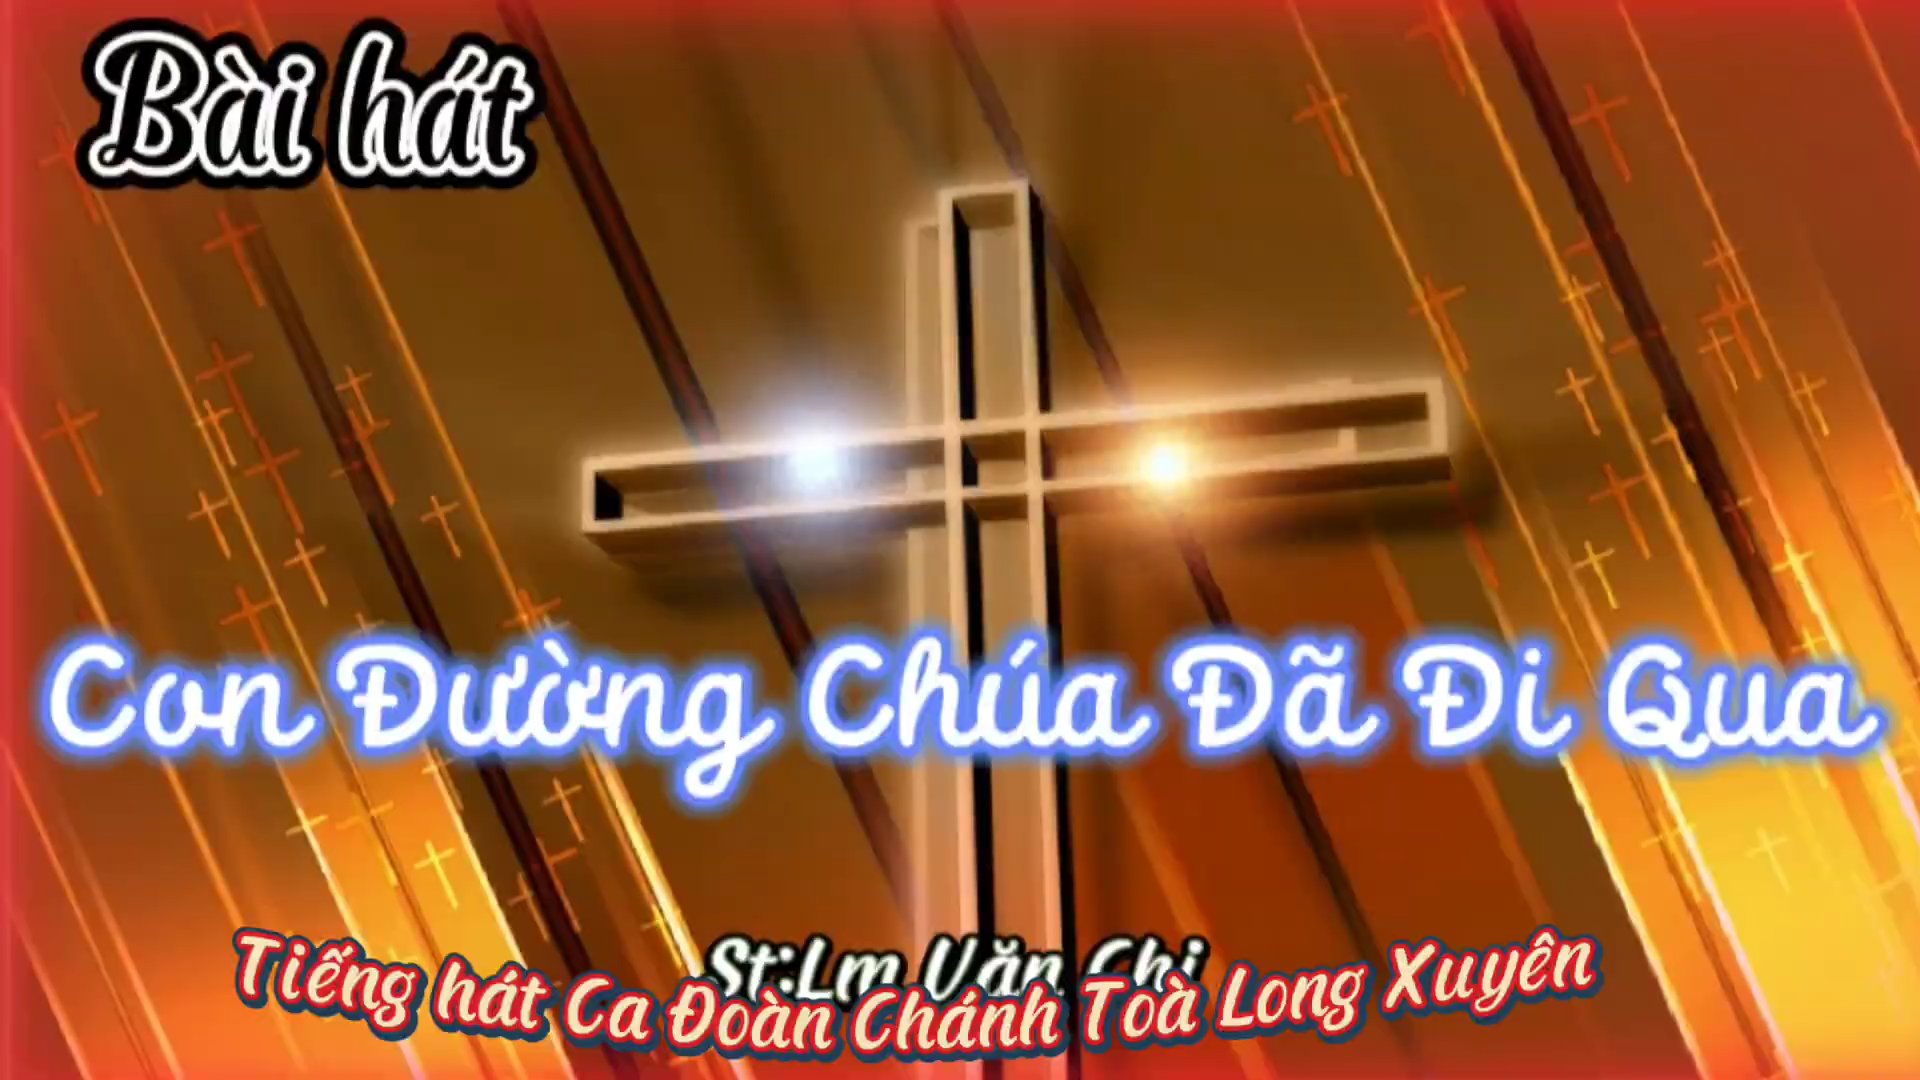 Bài hát
Con Đường Chúa Đã Đi Qua
St:Lm Văn Chi
Tiếng hát Ca Đoàn Chánh Toà Long Xuyên